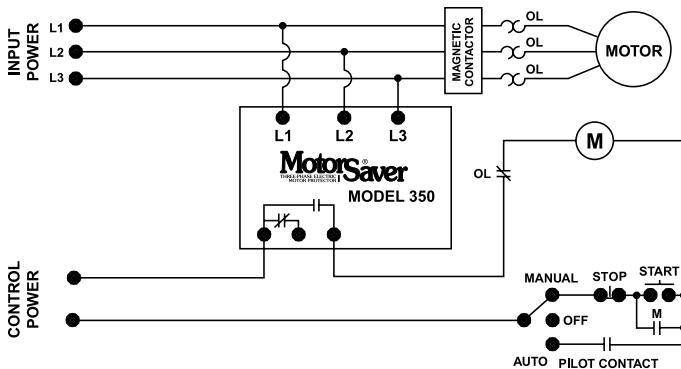 INPUT POWER
L1
L2
L3
MAGNETIC CONTACTOR
OL
OL
OL
MOTOR
L1
L2
L3
MotorSaver®
THREE-PHASE ELECTRIC
MOTOR PROTECTOR
MODEL 350
OL
M
CONTROL POWER
MANUAL
STOP
START
OFF
M
AUTO
PILOT CONTACT